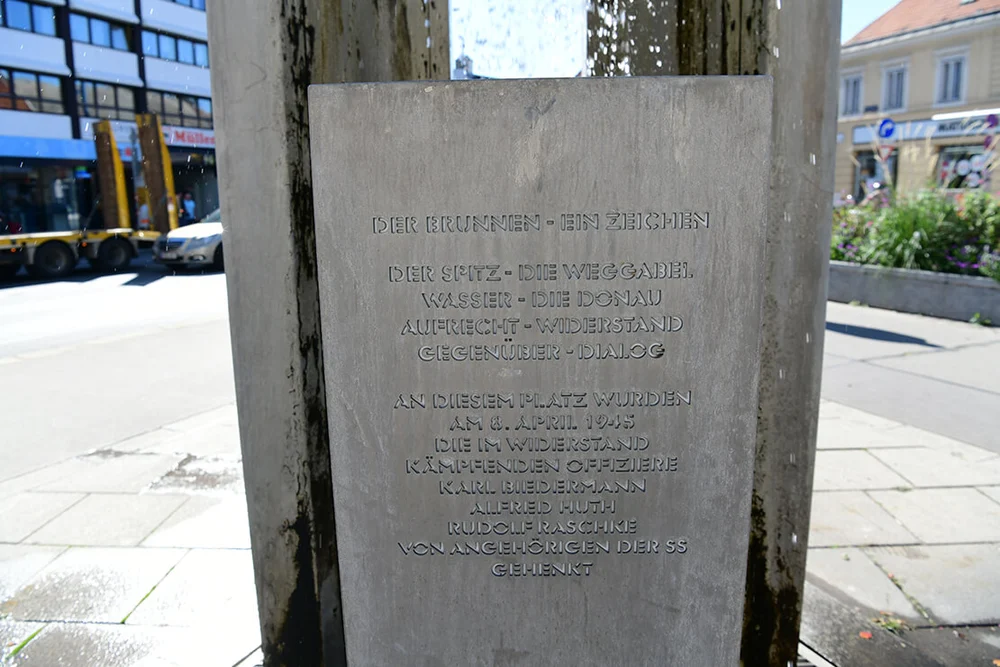 Müller
DER BRUNNEN - EIN ZEICHEN
DER SPITZ - DIE WEGGABEL
WASSER - DIE DONAU
AUFRECHT - WIDERSTAND
GEGENÜBER - DIALOG
AN DIESEM PLATZ WURDEN
AM 8. APRIL 1945
DIE IM WIDERSTAND
KÄMPFENDEN OFFIZIERE
KARL BIEDERMANN
ALFRED HUTH
RUDOLF RASCHKE
VON ANGEHÖRIGEN DER SS
GEHENKT